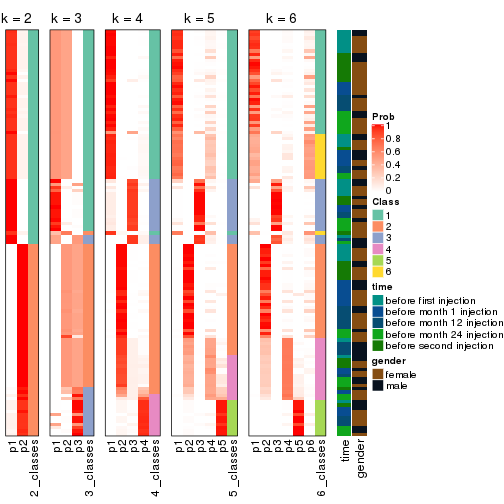 k = 2
k = 3
k = 4
k = 5
k = 6
Prob
1
0.8
0.6
0.4
0.2
0
Class
1
2
3
4
5
6
time
before first injection
before month 1 injection
before month 12 injection
before month 24 injection
before second injection
gender
female
male
p1
p2
2_classes
p1
p2
p3
3_classes
p1
p2
p3
p4
4_classes
p1
p2
p3
p4
p5
5_classes
p1
p2
p3
p4
p5
p6
6_classes
time
gender